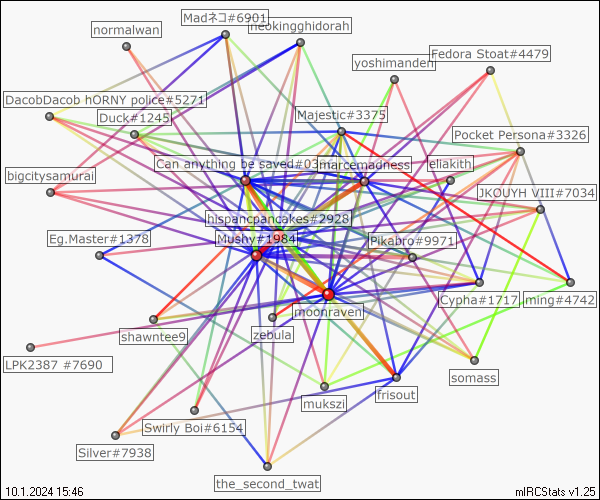 Madネコ#6901
neokingghidorah
normalwan
Fedora Stoat#4479
yoshimanden
DacobDacob hORNY police#5271
Duck#1245
Majestic#3375
Pocket Persona#3326
Can anything be saved#03
marcemadness
eliakith
bigcitysamurai
JKOUYH VIII#7034
hispancpancakes#2928
Eg.Master#1378
Mushy#1984
Pikabro#9971
Cypha#1717
ming#4742
moonraven
shawntee9
zebula
LPK2387 #7690
somass
frisout
mukszi
Swirly Boi#6154
Silver#7938
the_second_twat
10.1.2024 15:46
mIRCStats v1.25